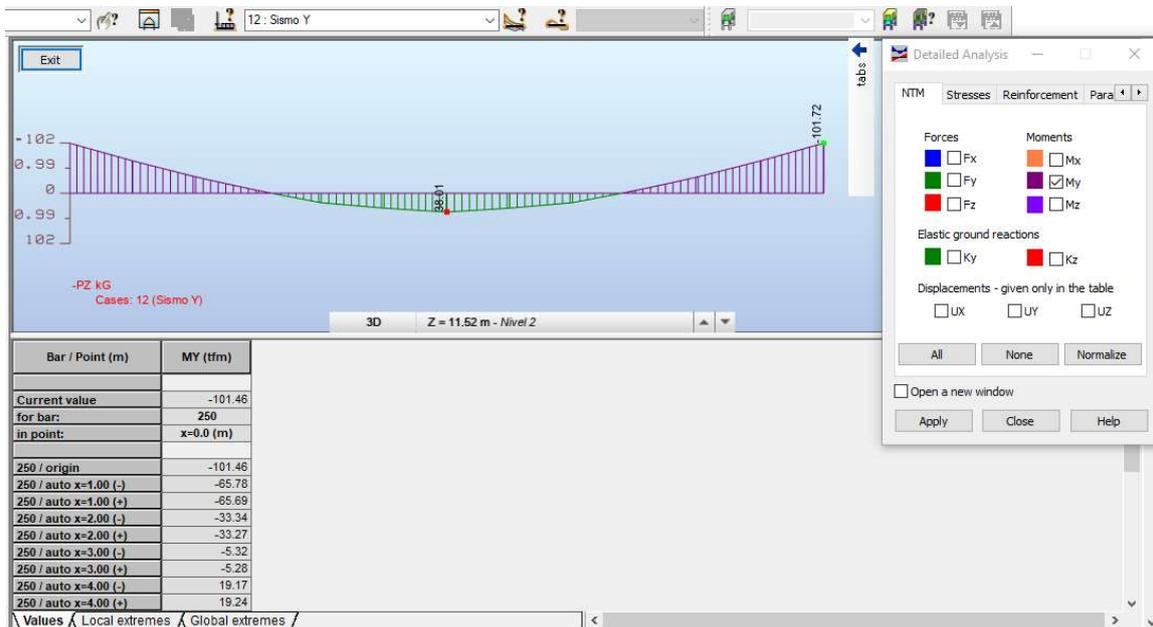 12 : Sismo Y
Exit
tabs
Detailed Analysis
NTM Stresses Reinforcement Para
Forces Moments
Fx Mx
Fy My
Fz Mz
Elastic ground reactions
Ky Kz
Displacements - given only in the table
UX UY UZ
All None Normalize
Open a new window
Apply Close Help
-102
0.99
0
0.99
102
38.01
-101.72
-PZ kG
Cases: 12 (Sismo Y)
3D Z = 11.52 m - Nivel 2
Bar / Point (m) MY (tfm)
Current value -101.46
for bar: 250
in point: x=0.0 (m)
250 / origin -101.46
250 / auto x=1.00 (-) -65.78
250 / auto x=1.00 (+) -65.69
250 / auto x=2.00 (-) -33.34
250 / auto x=2.00 (+) -33.27
250 / auto x=3.00 (-) -5.32
250 / auto x=3.00 (+) -5.28
250 / auto x=4.00 (-) 19.17
250 / auto x=4.00 (+) 19.24
Values Local extremes Global extremes